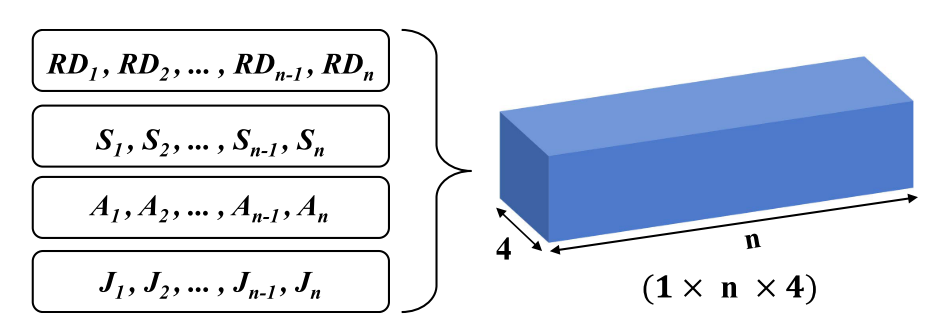 RD₁, RD₂, ... , RDₙ₋₁, RDₙ
S₁, S₂, ... , Sₙ₋₁, Sₙ
A₁, A₂, ... , Aₙ₋₁, Aₙ
J₁, J₂, ... , Jₙ₋₁, Jₙ
4
n
(1 × n × 4)